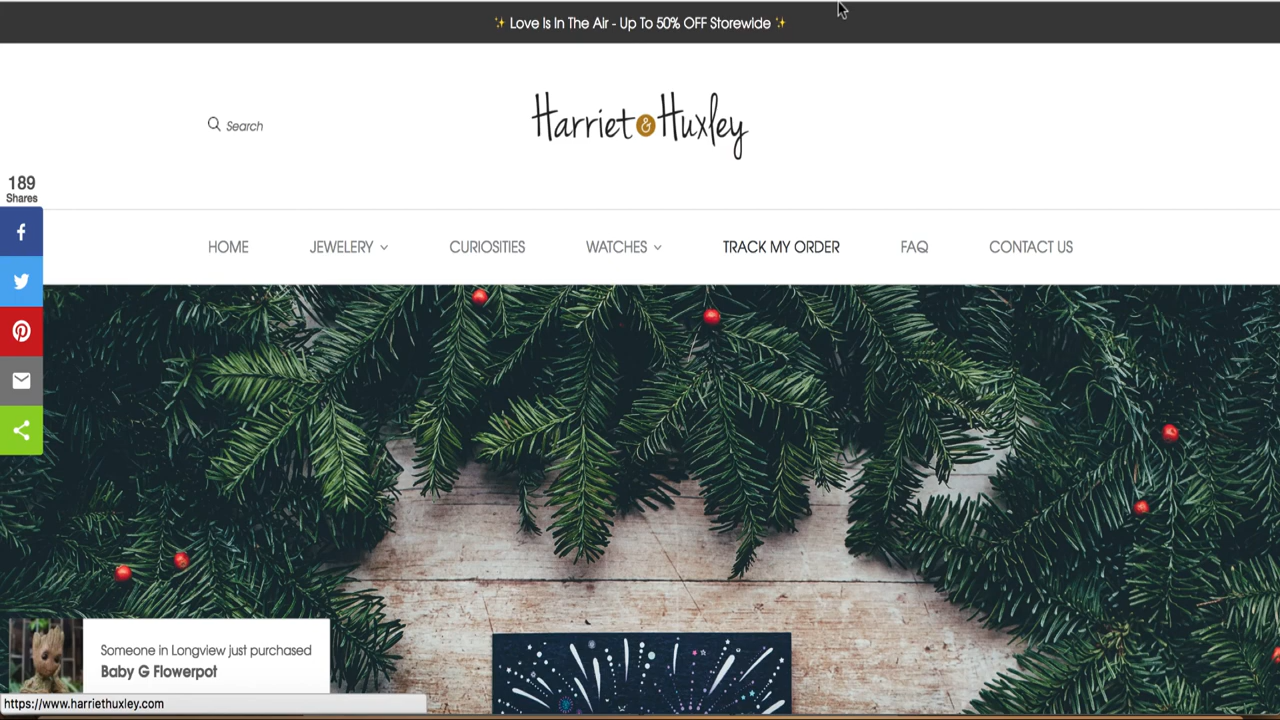 ✨ Love Is In The Air - Up To 50% OFF Storewide ✨
Search
Harriet & Huxley
189
Shares
HOME JEWELERY CURIOSITIES WATCHES TRACK MY ORDER FAQ CONTACT US
Someone in Longview just purchased
Baby G Flowerpot
https://www.harriethuxley.com